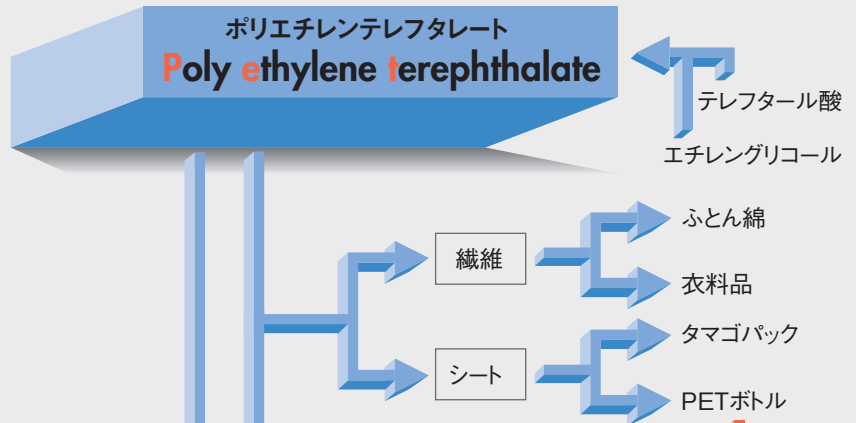 ポリエチレンテレフタレート
Poly ethylene terephthalate
テレフタール酸
エチレングリコール
ふとん綿
繊維
衣料品
タマゴパック
シート
PETボトル